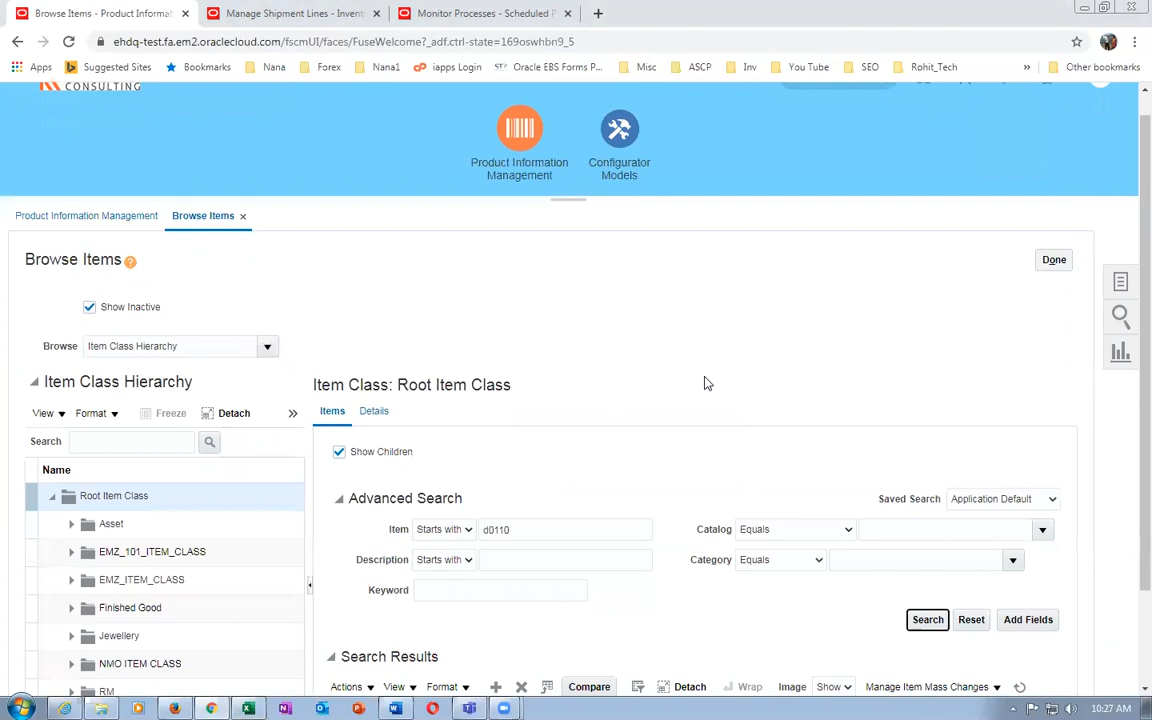 Browse Items - Product Informat
Manage Shipment Lines - Invent
Monitor Processes - Scheduled P
ehdq-test.fa.em2.oraclecloud.com/fscmUI/faces/FuseWelcome?_adf.ctrl-state=169oswhbn9_5
Apps Suggested Sites Bookmarks Nana Forex Nana1 iapps Login Oracle EBS Forms P... Misc ASCP Inv You Tube SEO Rohit_Tech » Other bookmarks
CONSULTING
Product Information
Management
Configurator
Models
Product Information Management Browse Items
Browse Items
Done
Show Inactive
Browse Item Class Hierarchy
Item Class Hierarchy
Item Class: Root Item Class
View Format Freeze Detach »
Items Details
Search
Show Children
Name
Root Item Class
Advanced Search
Saved Search Application Default
Asset
Item Starts with d0110
Catalog Equals
EMZ_101_ITEM_CLASS
Description Starts with
Category Equals
EMZ_ITEM_CLASS
Keyword
Finished Good
Search Reset Add Fields
Jewellery
NMO ITEM CLASS
Search Results
RM
Actions View Format Compare Detach Wrap Image Show Manage Item Mass Changes
10:27 AM